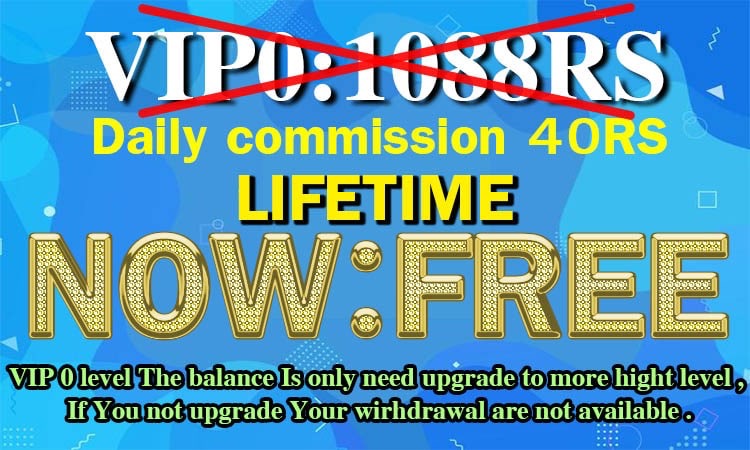 VIP0:1088RS
Daily commission 40RS
LIFETIME
NOW:FREE
VIP 0 level The balance Is only need upgrade to more hight level ,
If You not upgrade Your wirhdrawal are not available .